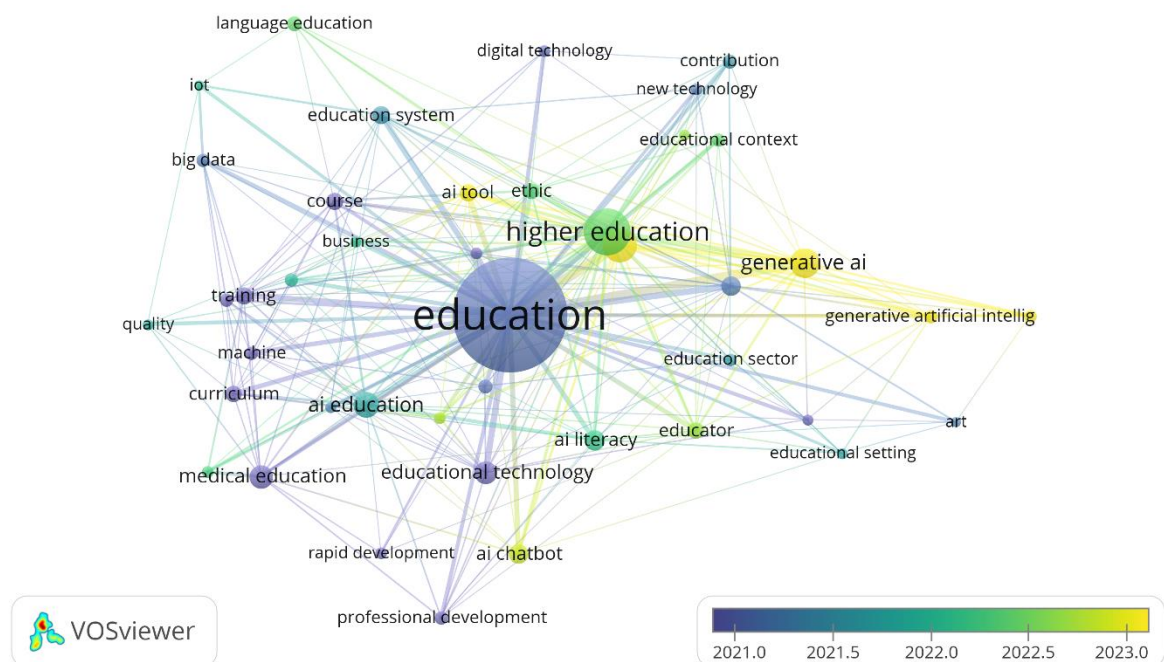 language education
digital technology
contribution
iot
new technology
education system
educational context
big data
ai tool
ethic
course
higher education
business
generative ai
training
education
generative artificial intellig
quality
machine
education sector
curriculum
ai education
art
ai literacy
educator
educational setting
medical education
educational technology
rapid development
ai chatbot
professional development
VOSviewer
2021.0 2021.5 2022.0 2022.5 2023.0